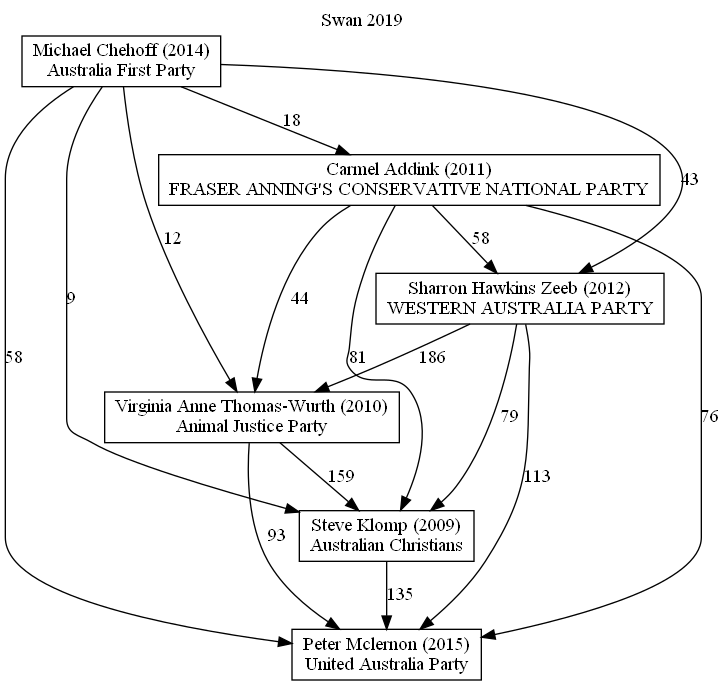 Swan 2019
Michael Chehoff (2014)
Australia First Party
18
Carmel Addink (2011)
FRASER ANNING'S CONSERVATIVE NATIONAL PARTY
43
12
58
Sharron Hawkins Zeeb (2012)
WESTERN AUSTRALIA PARTY
9
44
58
81
186
Virginia Anne Thomas-Wurth (2010)
Animal Justice Party
79
76
159
113
Steve Klomp (2009)
Australian Christians
93
135
Peter Mclernon (2015)
United Australia Party